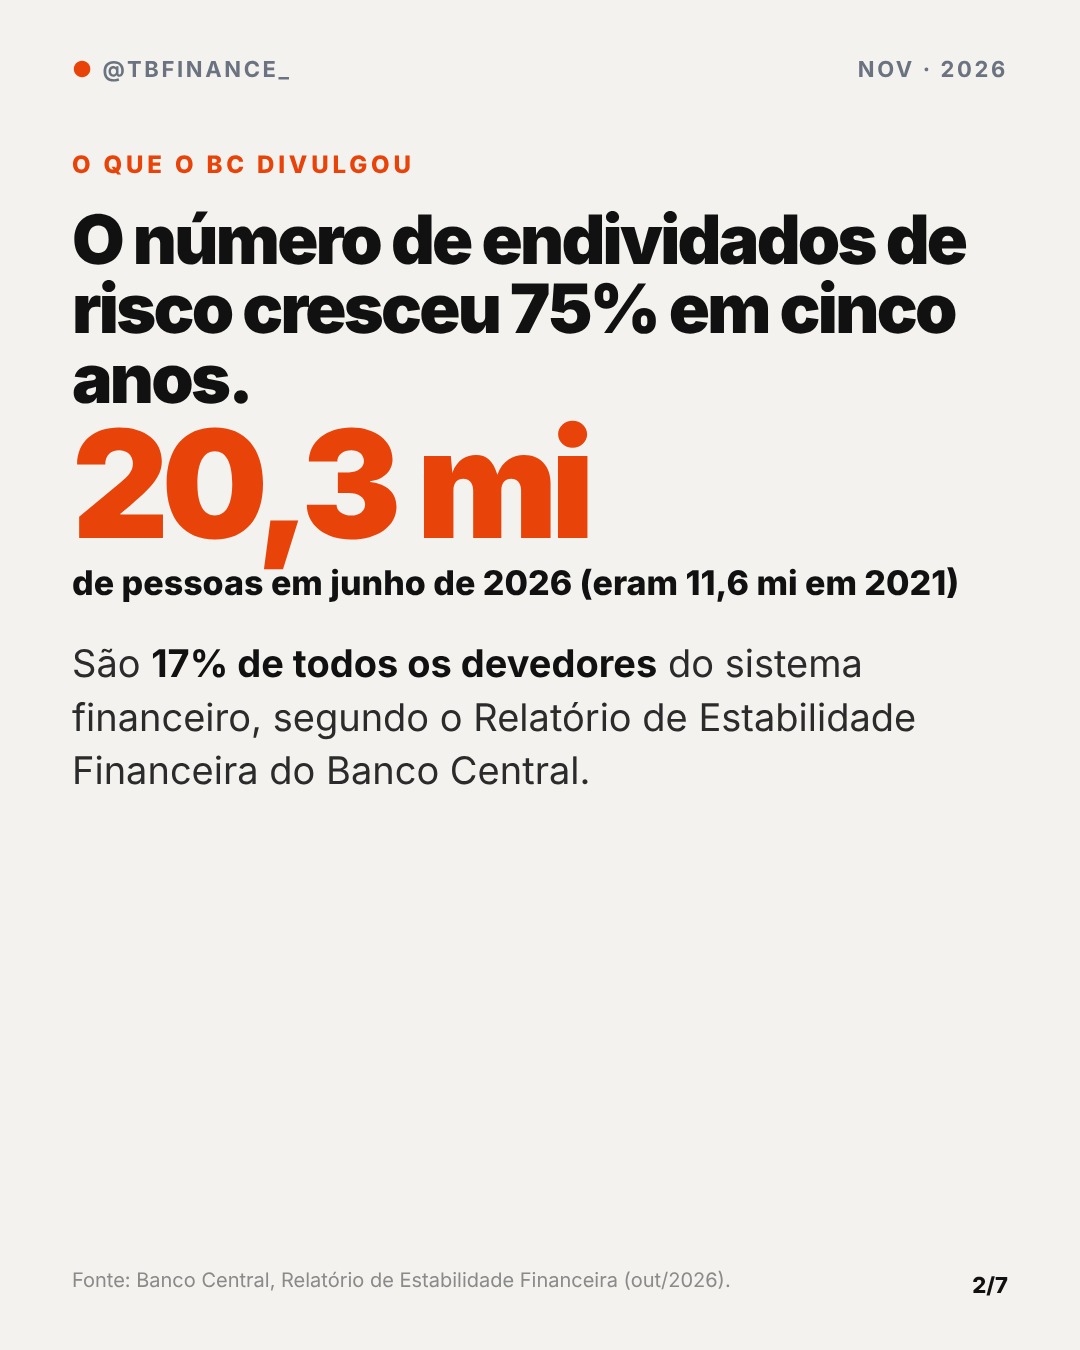 @TBFINANCE_
NOV · 2026
O QUE O BC DIVULGOU
O número de endividados de
risco cresceu 75% em cinco
anos.
20,3 mi
de pessoas em junho de 2026 (eram 11,6 mi em 2021)
São 17% de todos os devedores do sistema
financeiro, segundo o Relatório de Estabilidade
Financeira do Banco Central.
Fonte: Banco Central, Relatório de Estabilidade Financeira (out/2026).
2/7